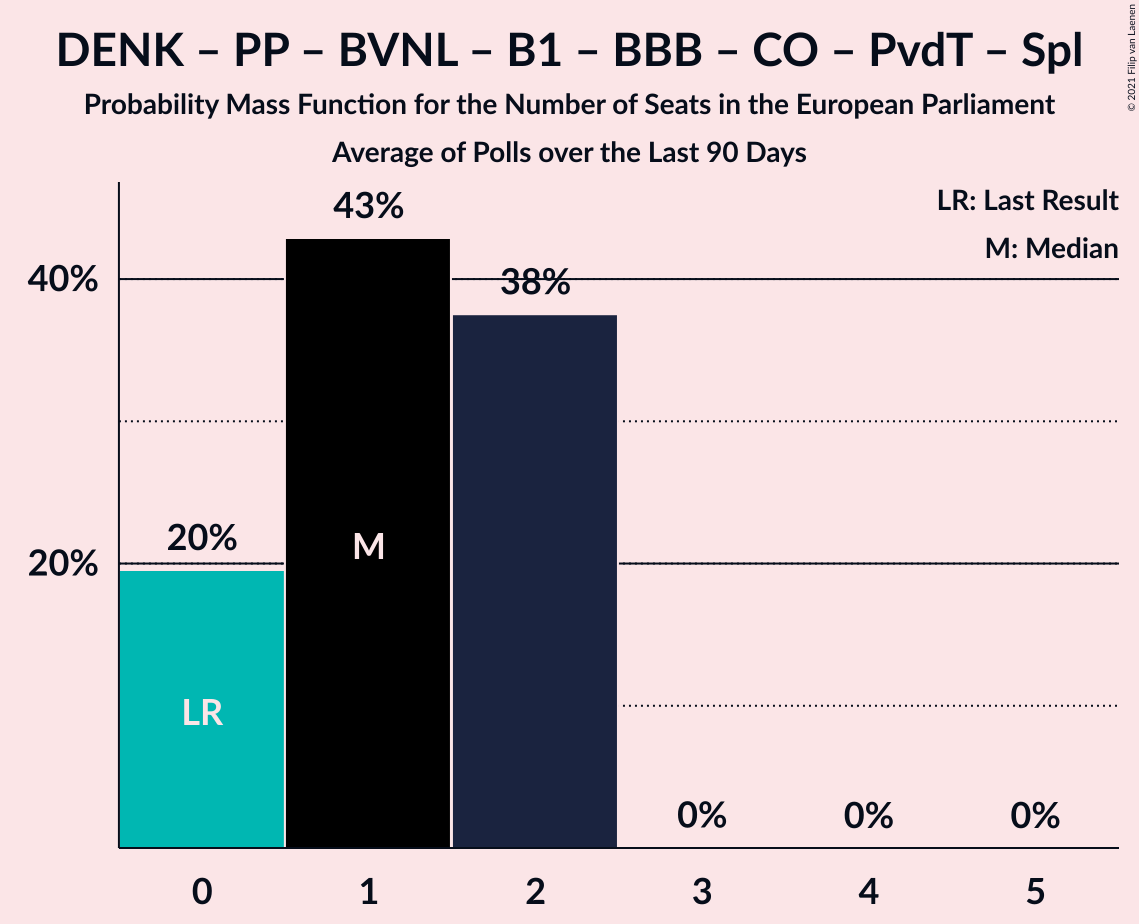 DENK – PP – BVNL – B1 – BBB – CO – PvdT – Spl
Probability Mass Function for the Number of Seats in the European Parliament
Average of Polls over the Last 90 Days
© 2021 Filip van Laenen
LR: Last Result
M: Median
43%
40%
38%
20%
20%
M
LR
0%
0%
0%
0
1
2
3
4
5